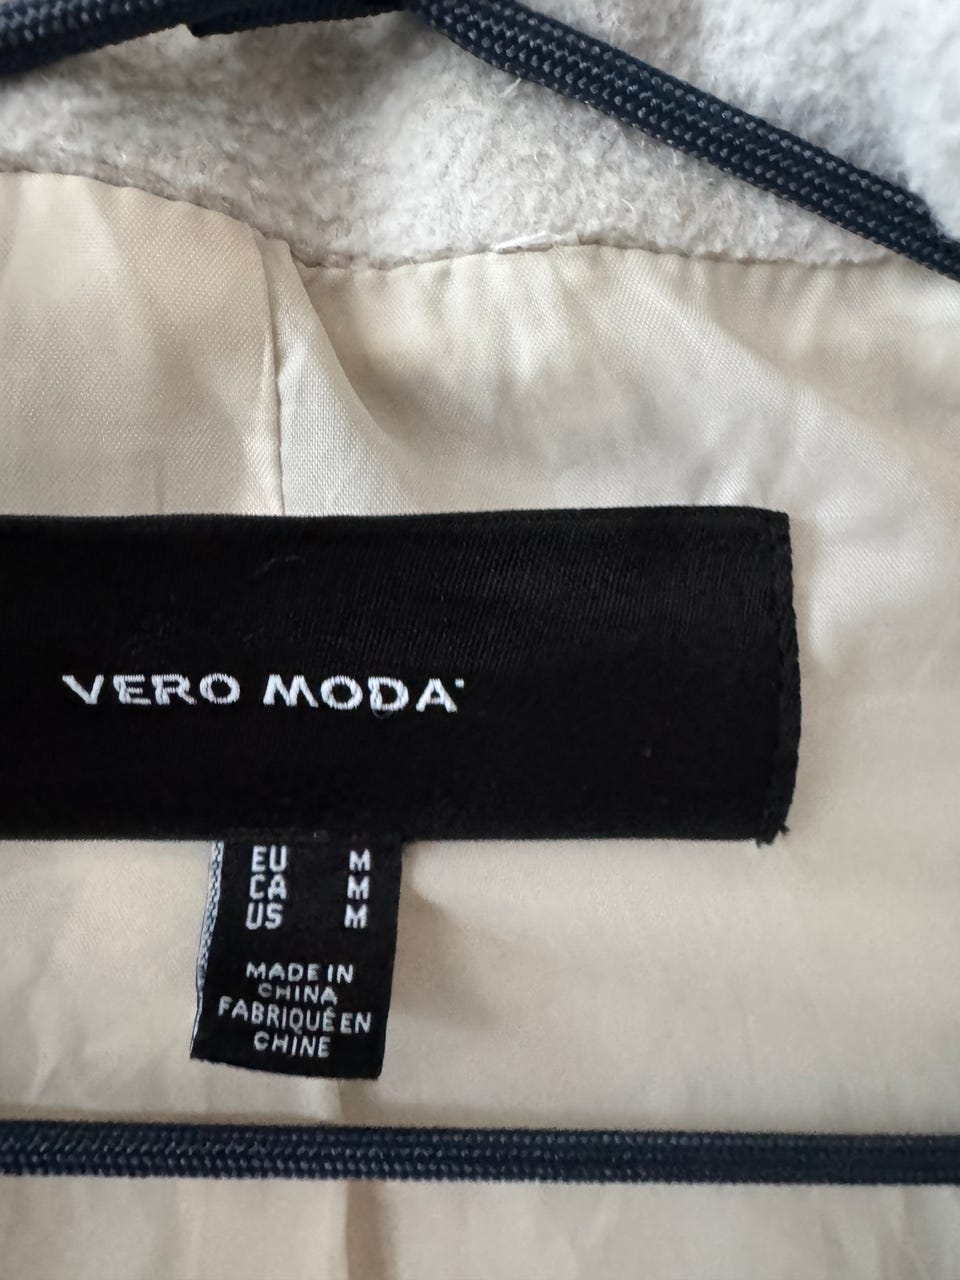 VERO MODA
EU M
CA M
US M
MADE IN
CHINA
FABRIQUÉ EN
CHINE